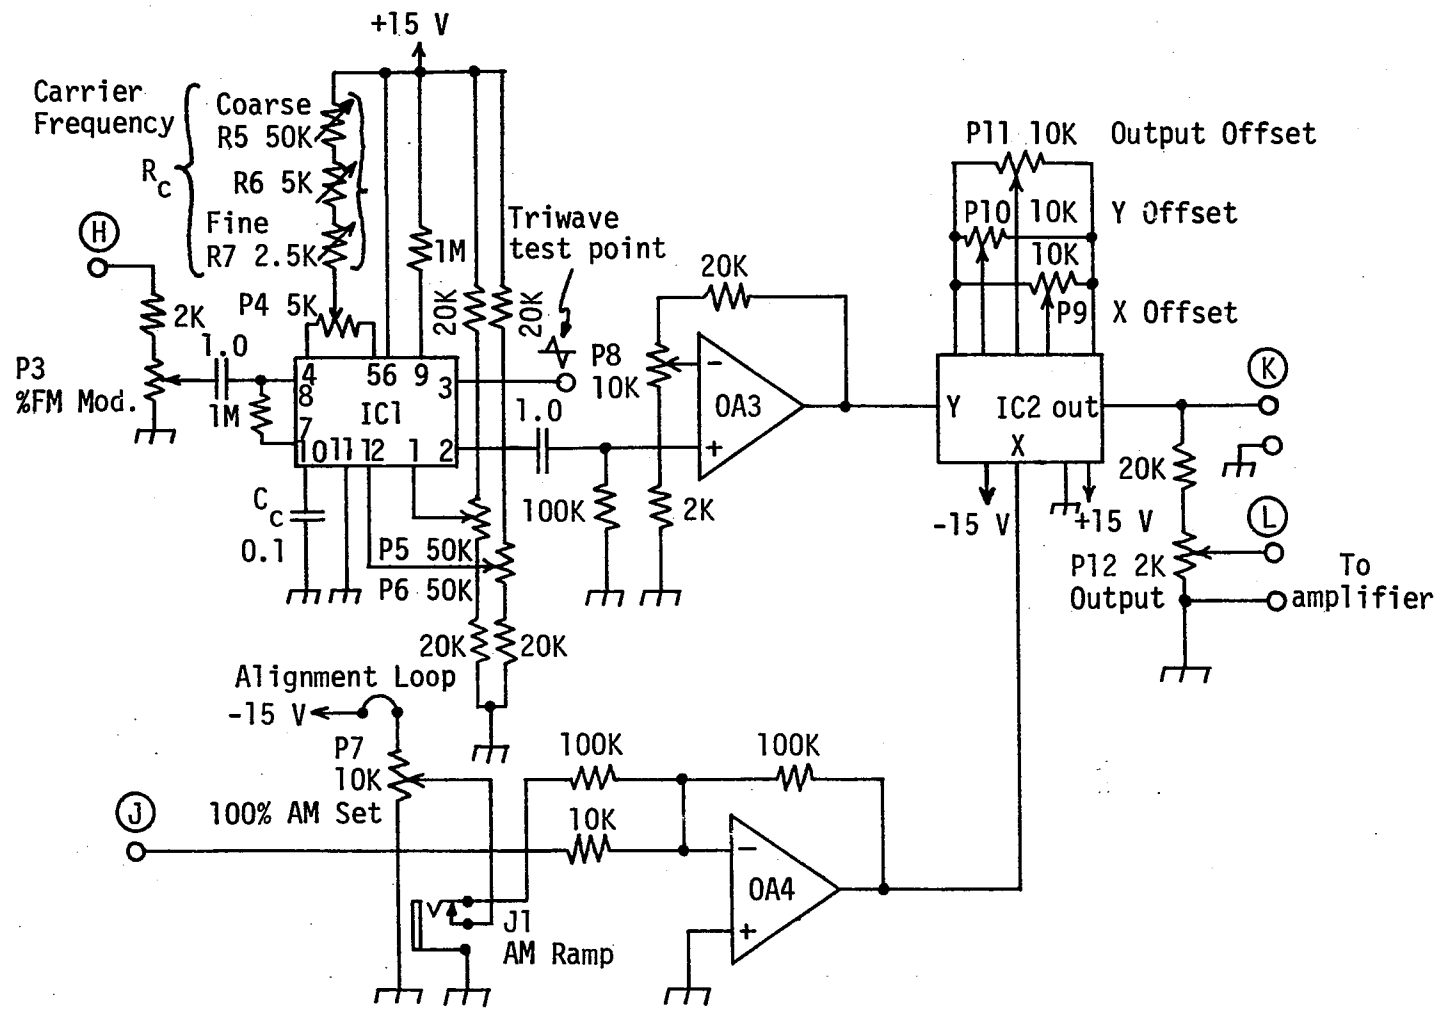 +15 V
Carrier
Frequency
Coarse
R5 50K
Rc
R6 5K
Fine
R7 2.5K
H
2K
P4 5K
1.0
P3
%FM Mod.
1M
1M
20K
20K
Triwave
test point
4
5
6
9
3
8
IC1
7
10
11
12
1
2
Cc
0.1
P5 50K
P6 50K
20K
20K
1.0
100K
P8
10K
20K
-
OA3
+
2K
P11 10K Output Offset
P10 10K Y Offset
10K
P9 X Offset
Y IC2 out
X
-15 V
+15 V
K
20K
L
P12 2K
Output
To
amplifier
Alignment Loop
-15 V
P7
10K
100% AM Set
J
100K
100K
10K
-
OA4
+
J1
AM Ramp